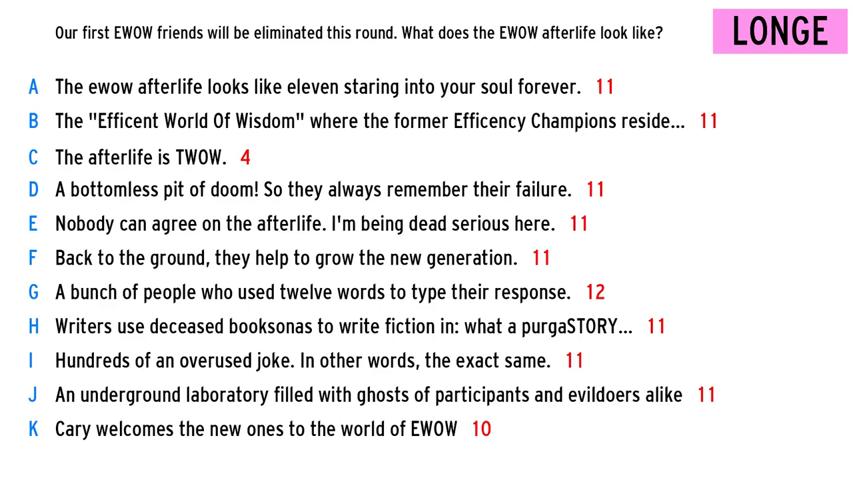 Our first EWOW friends will be eliminated this round. What does the EWOW afterlife look like?
LONGE
A The ewow afterlife looks like eleven staring into your soul forever. 11
B The "Efficent World Of Wisdom" where the former Efficency Champions reside... 11
C The afterlife is TWOW. 4
D A bottomless pit of doom! So they always remember their failure. 11
E Nobody can agree on the afterlife. I'm being dead serious here. 11
F Back to the ground, they help to grow the new generation. 11
G A bunch of people who used twelve words to type their response. 12
H Writers use deceased booksonas to write fiction in: what a purgaSTORY... 11
I Hundreds of an overused joke. In other words, the exact same. 11
J An underground laboratory filled with ghosts of participants and evildoers alike 11
K Cary welcomes the new ones to the world of EWOW 10